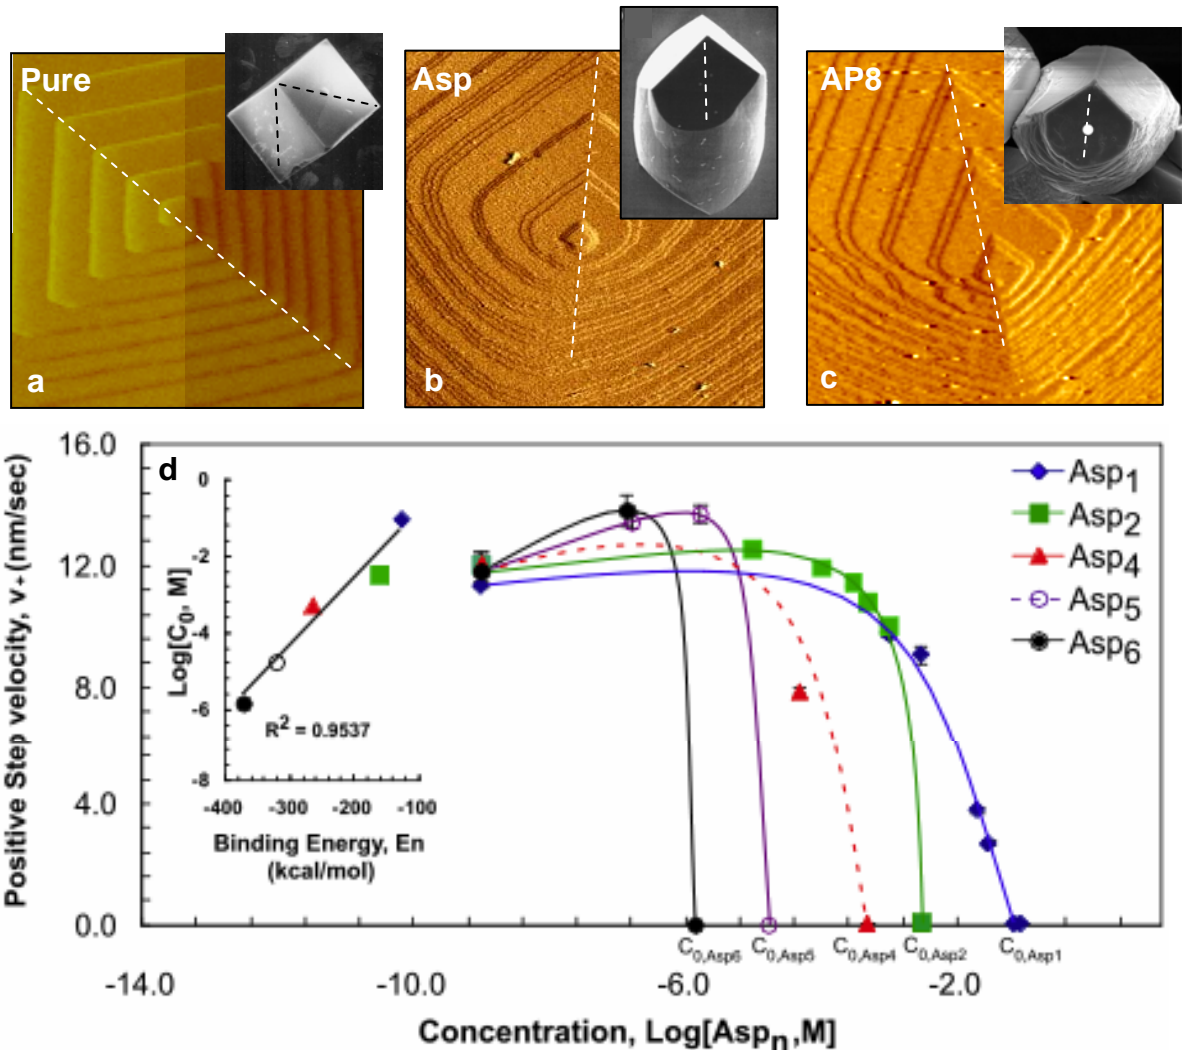 Pure
Asp
AP8
a
b
c
16.0
12.0
8.0
4.0
0.0
Positive Step velocity, v+ (nm/sec)
d
0
-2
-4
-6
-8
Log[C0, M]
R2 = 0.9537
-400
-300
-200
-100
Binding Energy, En
(kcal/mol)
Asp1
Asp2
Asp4
Asp5
Asp6
C0,Asp6
C0,Asp5
C0,Asp4
C0,Asp2
C0,Asp1
-14.0
-10.0
-6.0
-2.0
Concentration, Log[Aspn,M]